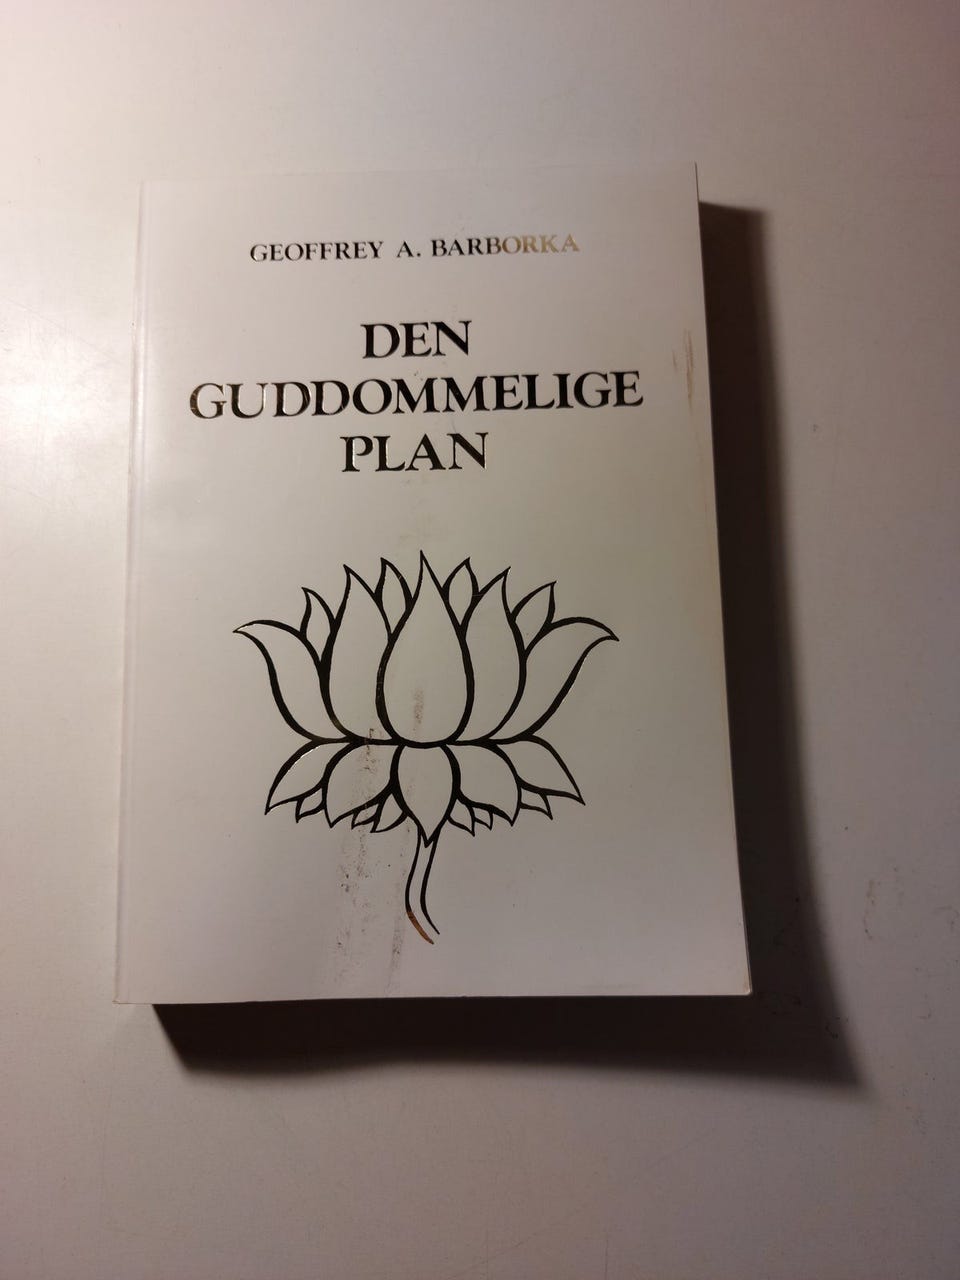 GEOFFREY A. BARBORKA
DEN
GUDDOMMELIGE
PLAN